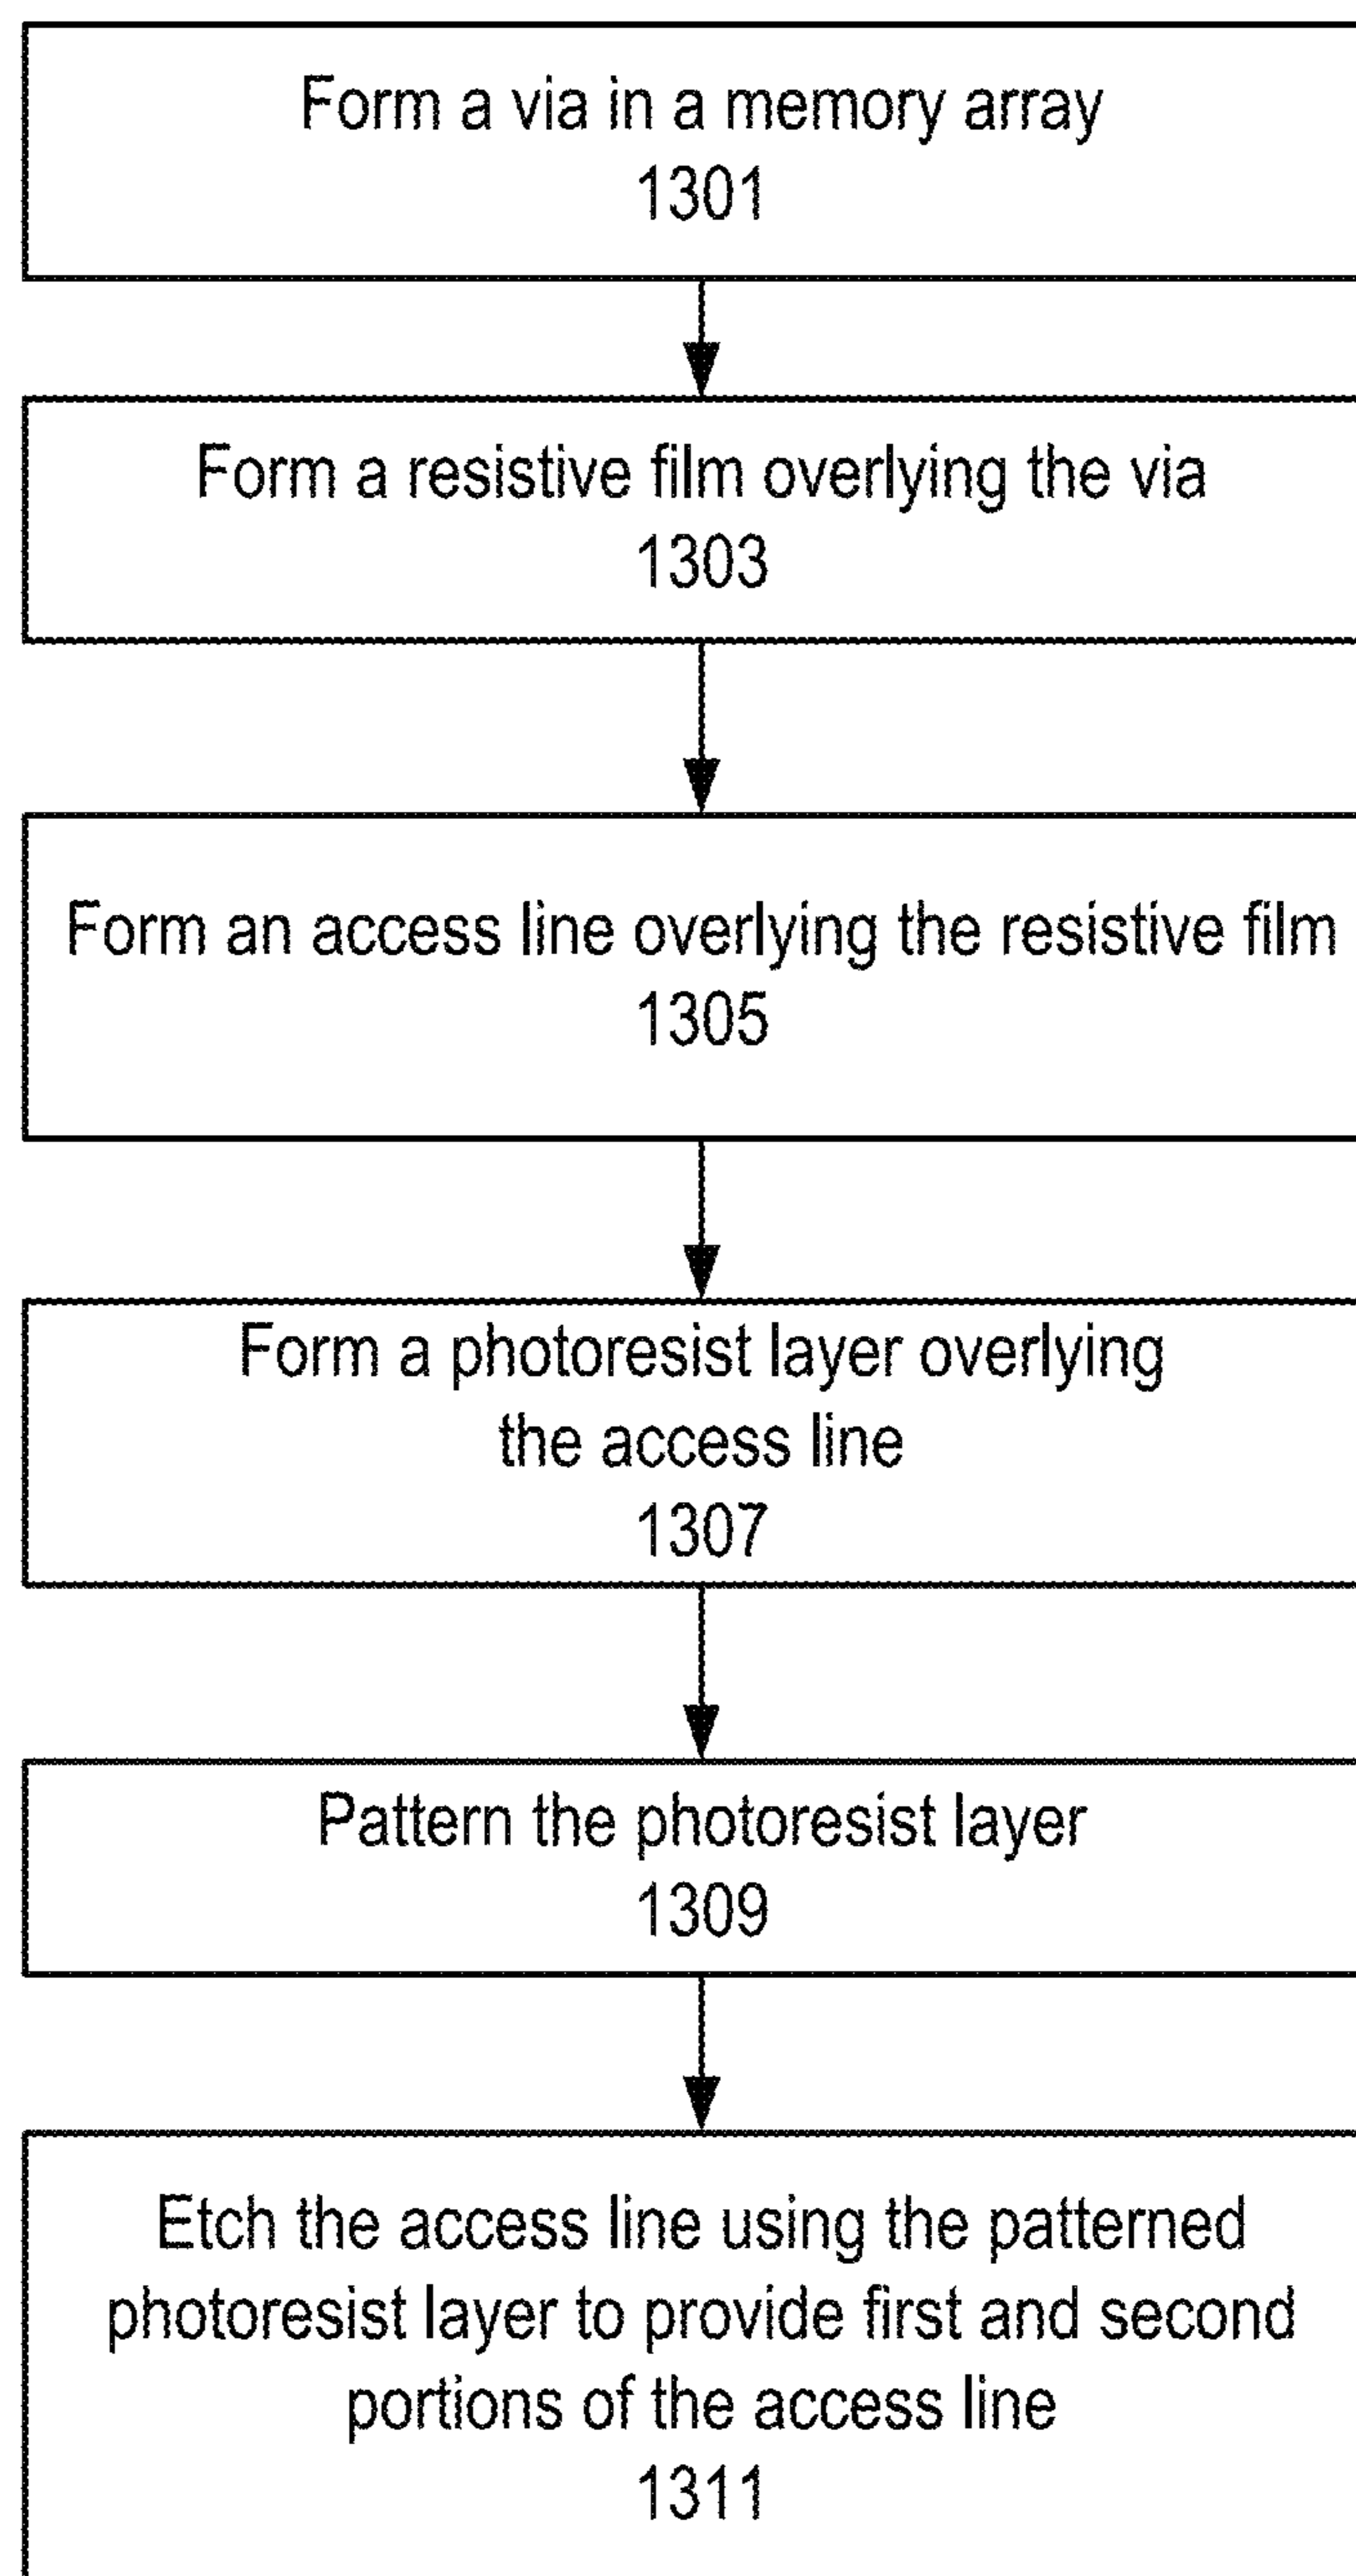 Form a via in a memory array
1301
Form a resistive film overlying the via
1303
Form an access line overlying the resistive film
1305
Form a photoresist layer overlying
the access line
1307
Pattern the photoresist layer
1309
Etch the access line using the patterned
photoresist layer to provide first and second
portions of the access line
1311